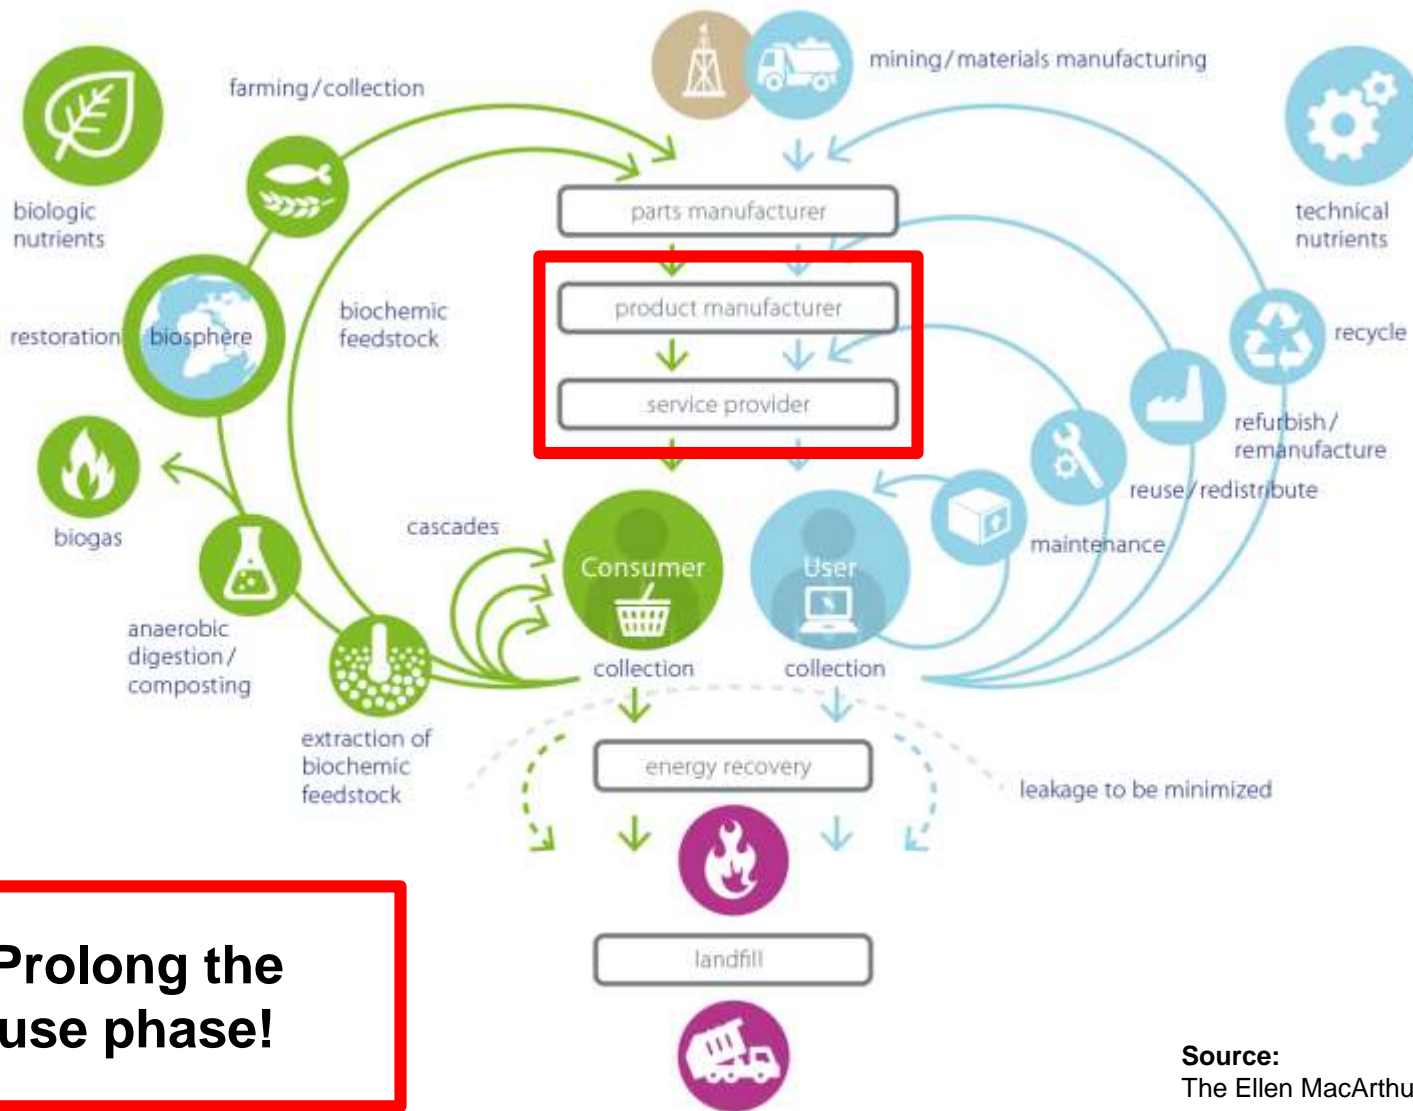 mining/materials manufacturing
farming/collection
biologic
nutrients
technical
nutrients
parts manufacturer
product manufacturer
service provider
biochemic
feedstock
restoration
biosphere
recycle
refurbish/
remanufacture
reuse/redistribute
maintenance
biogas
cascades
Consumer
User
anaerobic
digestion/
composting
collection
collection
extraction of
biochemic
feedstock
energy recovery
leakage to be minimized
landfill
Prolong the
use phase!
Source:
The Ellen MacArthu